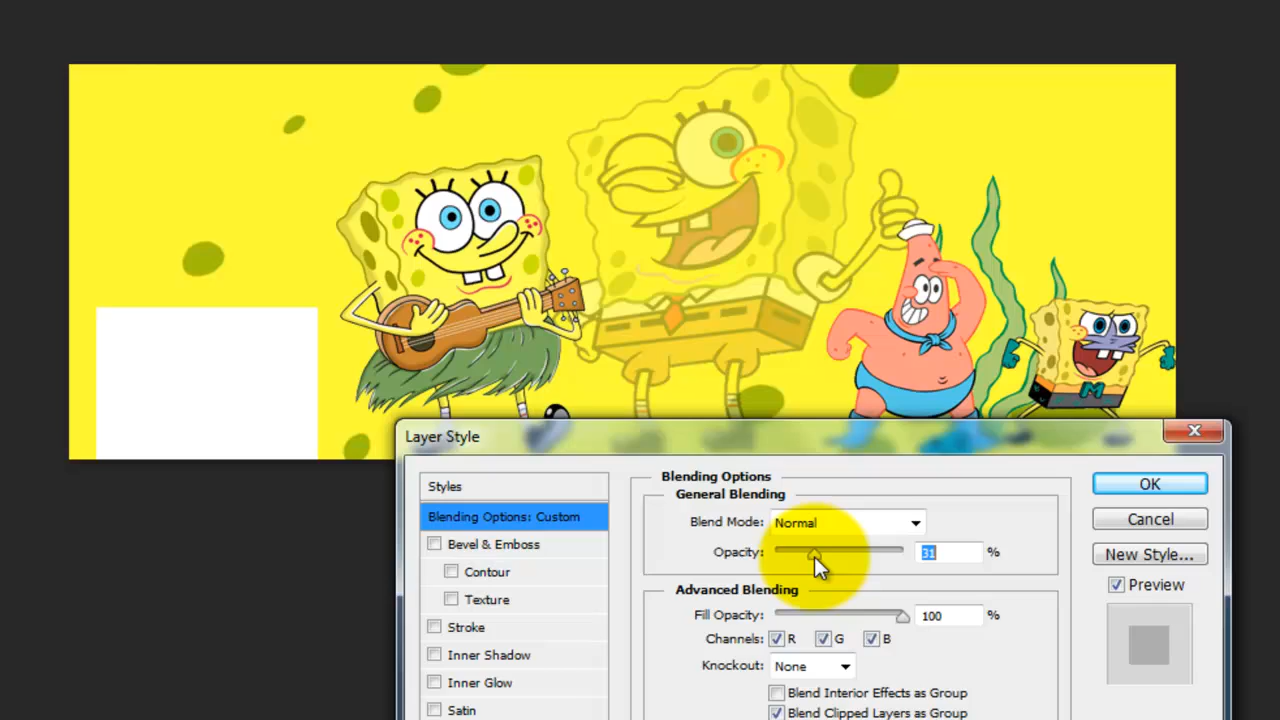 M
Layer Style
Styles
Blending Options: Custom
Bevel & Emboss
Contour
Texture
Stroke
Inner Shadow
Inner Glow
Satin
Blending Options
General Blending
Blend Mode: Normal
Opacity: 31 %
Advanced Blending
Fill Opacity: 100 %
Channels: R G B
Knockout: None
Blend Interior Effects as Group
Blend Clipped Layers as Group
OK
Cancel
New Style...
Preview